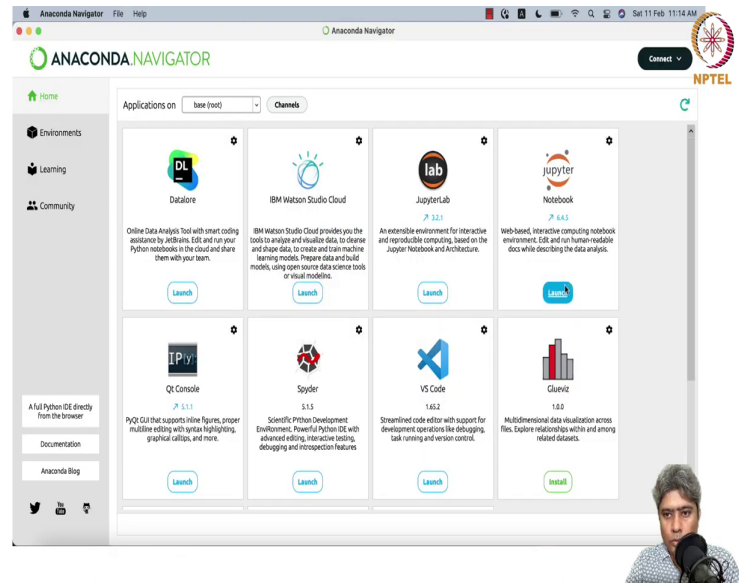 Anaconda Navigator File Help
A
Sat 11 Feb 11:14 AM
Anaconda Navigator
ANACONDA.NAVIGATOR
Connect
NPTEL
Home
Environments
Learning
Community
Applications on base (root) Channels
DL
Datalore
Online Data Analysis Tool with smart coding
assistance by JetBrains. Edit and run your
Python notebooks in the cloud and share
them with your team.
Launch
IBM Watson Studio Cloud
IBM Watson Studio Cloud provides you the
tools to analyze and visualize data, to cleanse
and shape data, to create and train machine
learning models. Prepare data and build
models, using open source data science tools
or visual modeling.
Launch
lab
JupyterLab
3.2.1
An extensible environment for interactive
and reproducible computing, based on the
Jupyter Notebook and Architecture.
Launch
jupyter
Notebook
6.4.5
Web-based, interactive computing notebook
environment. Edit and run human-readable
docs while describing the data analysis.
Launch
IP[y]:
Qt Console
5.1.1
PyQt GUI that supports inline figures, proper
multiline editing with syntax highlighting,
graphical calltips, and more.
Launch
Spyder
5.1.5
Scientific PYthon Development
EnviRonment. Powerful Python IDE with
advanced editing, interactive testing,
debugging and introspection features
Launch
VS Code
1.65.2
Streamlined code editor with support for
development operations like debugging,
task running and version control.
Launch
Glueviz
1.0.0
Multidimensional data visualization across
files. Explore relationships within and among
related datasets.
Install
A full Python IDE directly
from the browser
Documentation
Anaconda Blog
You
Tube